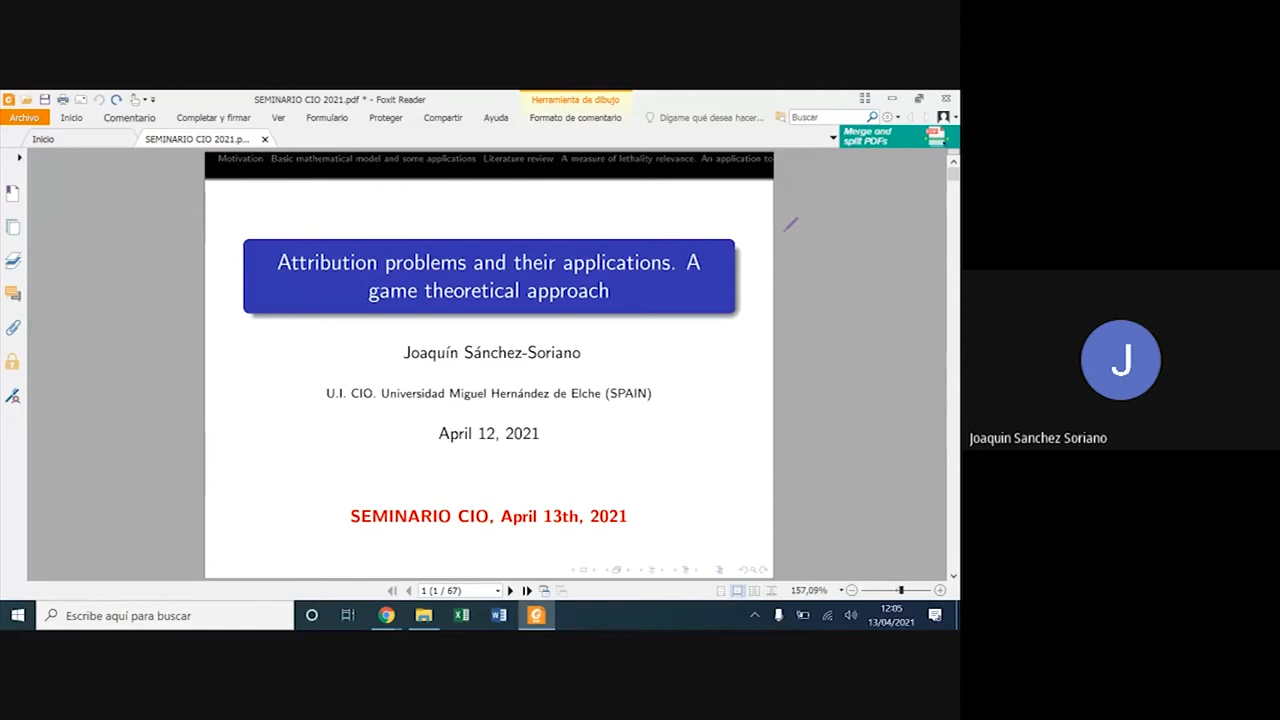 SEMINARIO CIO 2021.pdf * - Foxit Reader
Herramienta de dibujo
Archivo Inicio Comentario Completar y firmar Ver Formulario Proteger Compartir Ayuda Formato de comentario Dígame qué desea hacer... Buscar
Inicio SEMINARIO CIO 2021.p...
Merge and
split PDFs
Motivation Basic mathematical model and some applications Literature review A measure of lethality relevance. An application to
Attribution problems and their applications. A
game theoretical approach
Joaquín Sánchez-Soriano
U.I. CIO. Universidad Miguel Hernández de Elche (SPAIN)
April 12, 2021
SEMINARIO CIO, April 13th, 2021
1 (1 / 67)
157,09%
Escribe aquí para buscar
12:05
13/04/2021
J
Joaquin Sanchez Soriano